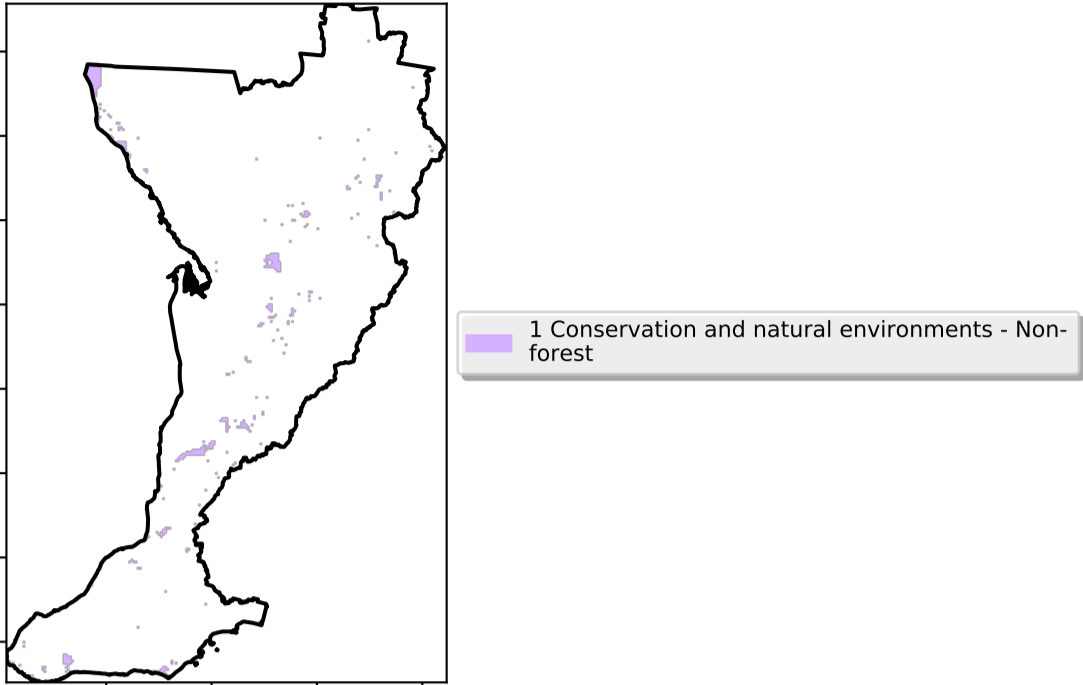 1 Conservation and natural environments - Non-
forest